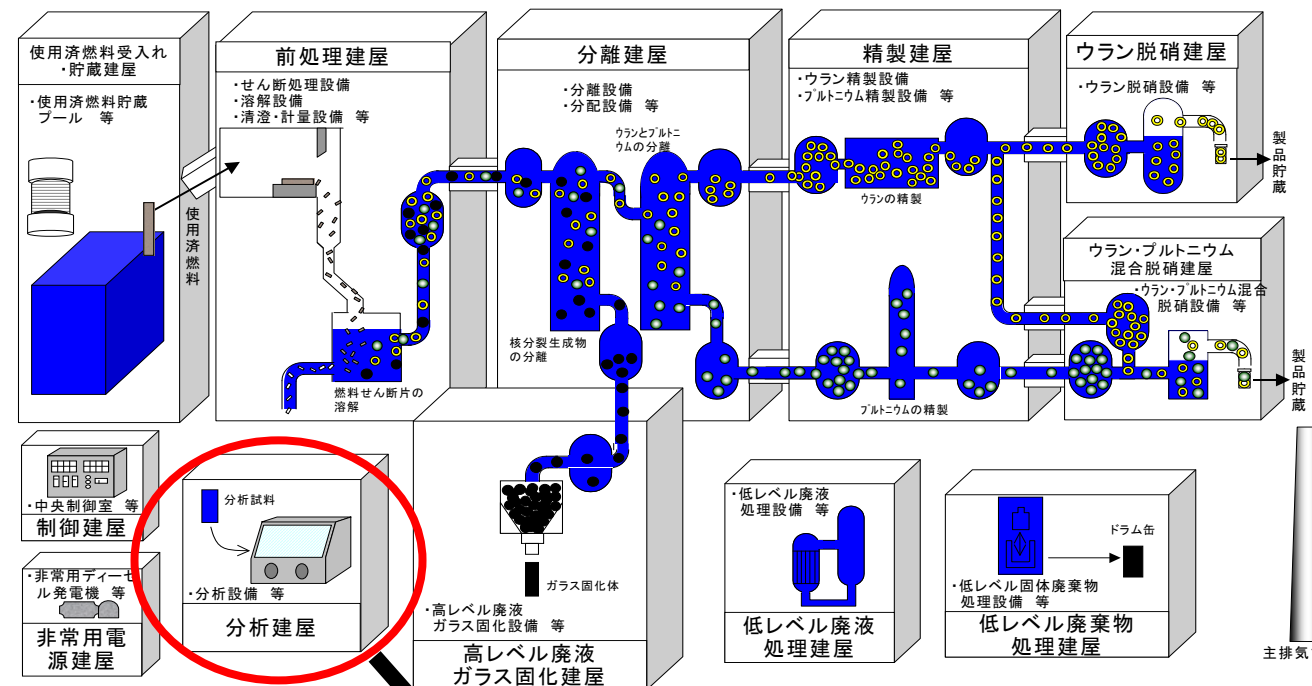 使用済燃料受入れ
・貯蔵建屋
・使用済燃料貯蔵
プール 等
使用済燃料
前処理建屋
・せん断処理設備
・溶解設備
・清澄・計量設備 等
燃料せん断片の
溶解
分離建屋
・分離設備
・分配設備 等
ウランとプルトニ
ウムの分離
核分裂生成物
の分離
精製建屋
・ウラン精製設備
・プルトニウム精製設備 等
ウランの精製
プルトニウムの精製
ウラン脱硝建屋
・ウラン脱硝設備 等
製品貯蔵
ウラン・プルトニウム
混合脱硝建屋
・ウラン・プルトニウム混合
脱硝設備 等
製品貯蔵
・中央制御室 等
制御建屋
・非常用ディーゼ
ル発電機 等
非常用電
源建屋
分析試料
・分析設備 等
分析建屋
ガラス固化体
・高レベル廃液
ガラス固化設備 等
高レベル廃液
ガラス固化建屋
・低レベル廃液
処理設備 等
低レベル廃液
処理建屋
ドラム缶
・低レベル固体廃棄物
処理設備 等
低レベル廃棄物
処理建屋
主排気